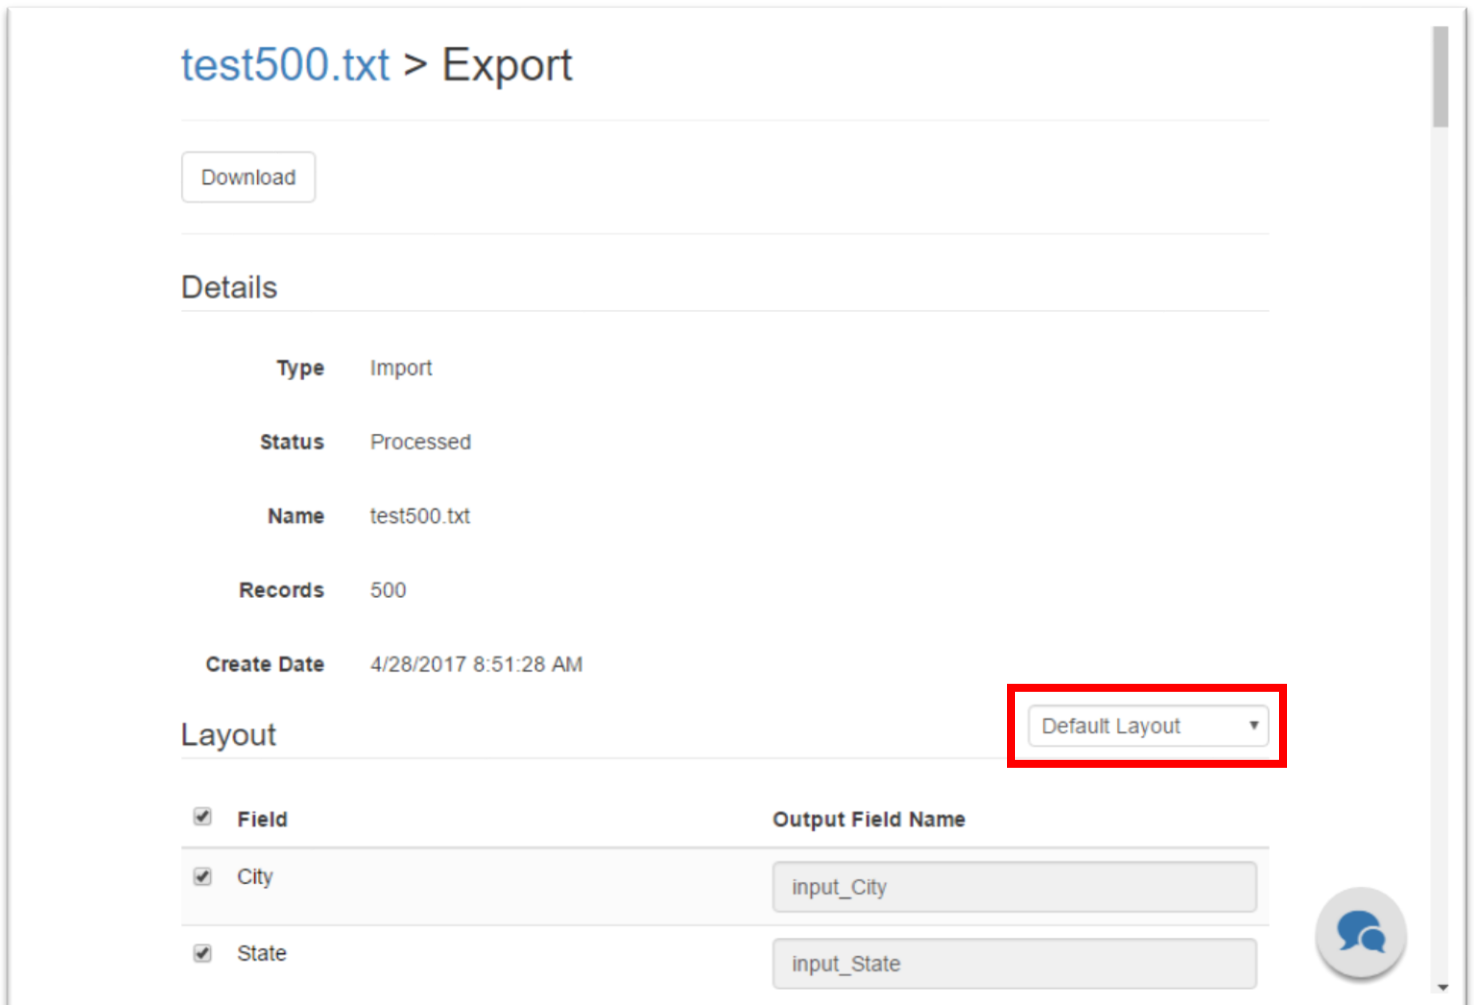 test500.txt > Export
Download
Details
Type Import
Status Processed
Name test500.txt
Records 500
Create Date 4/28/2017 8:51:28 AM
Layout Default Layout
Field Output Field Name
City input_City
State input_State